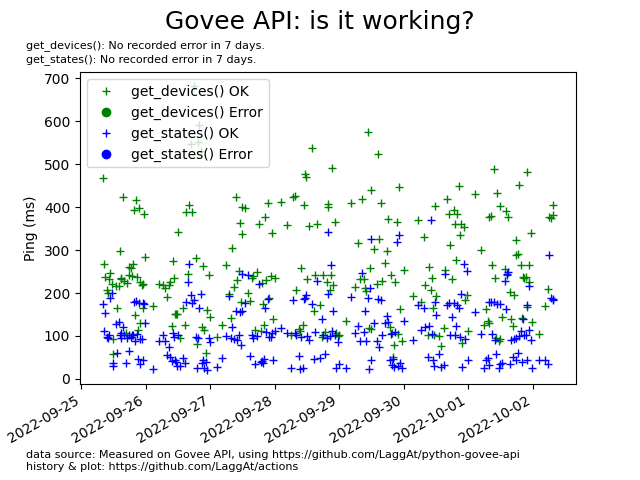 Govee API: is it working?
get_devices(): No recorded error in 7 days.
get_states(): No recorded error in 7 days.
700
600
500
400
300
200
100
0
Ping (ms)
get_devices() OK
get_devices() Error
get_states() OK
get_states() Error
2022-09-25
2022-09-26
2022-09-27
2022-09-28
2022-09-29
2022-09-30
2022-10-01
2022-10-02
data source: Measured on Govee API, using https://github.com/LaggAt/python-govee-api
history & plot: https://github.com/LaggAt/actions